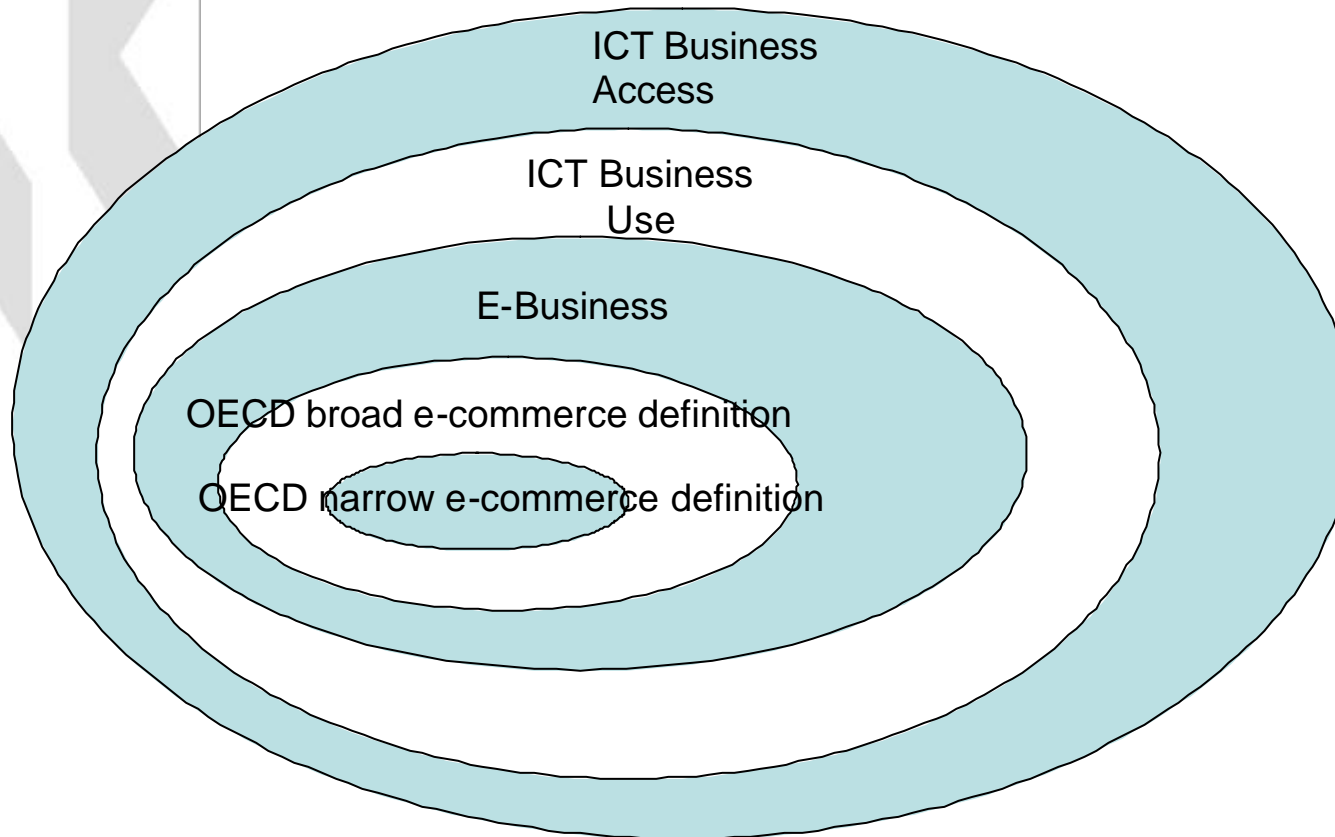 ICT Business
Access
ICT Business
Use
E-Business
OECD broad e-commerce definition
OECD narrow e-commerce definition